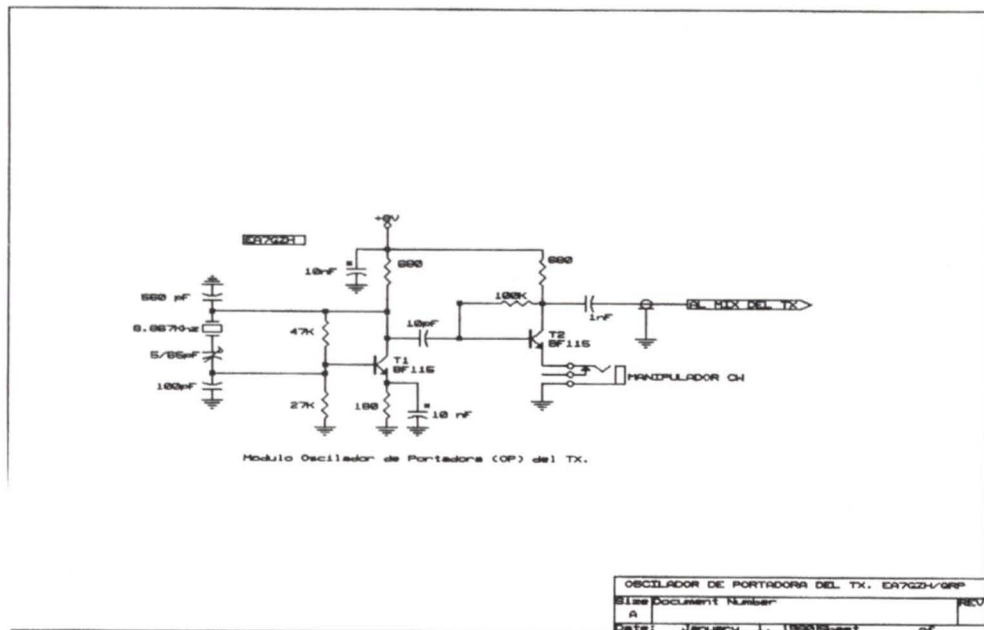 EA7GZH
10nF
680
680
560 pF
8.867Khz
5/65pF
100pF
47K
27K
10pF
T1
BF115
180
10 nF
100K
1nF
T2
BF115
AL MIX DEL TX
MANIPULADOR CW
Modulo Oscilador de Portadora (OP) del TX.
OSCILADOR DE PORTADORA DEL TX. EA7GZH/QRP
Size Document Number REV
A
Date: January 1, Sheet of